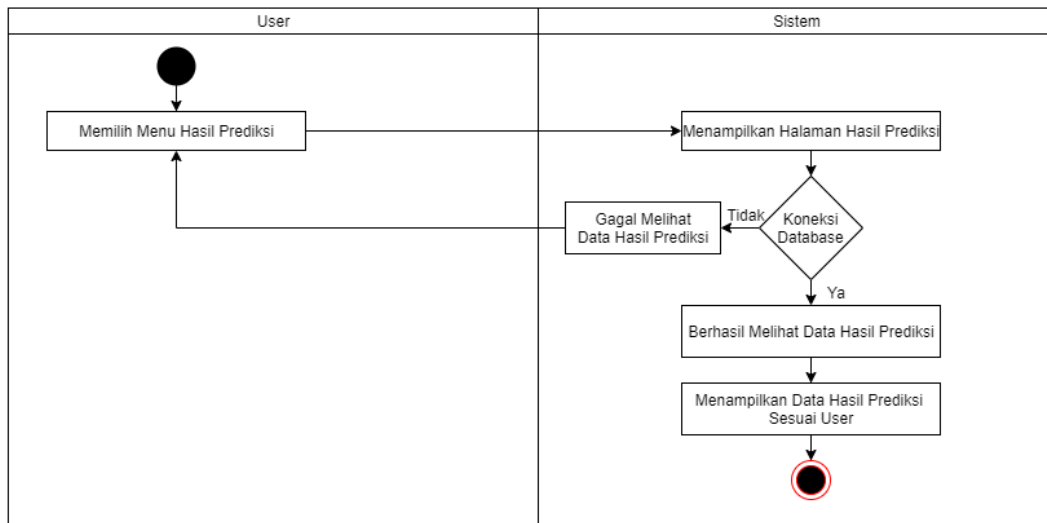 User
Sistem
Memilih Menu Hasil Prediksi
Menampilkan Halaman Hasil Prediksi
Gagal Melihat
Data Hasil Prediksi
Tidak
Koneksi
Database
Ya
Berhasil Melihat Data Hasil Prediksi
Menampilkan Data Hasil Prediksi
Sesuai User